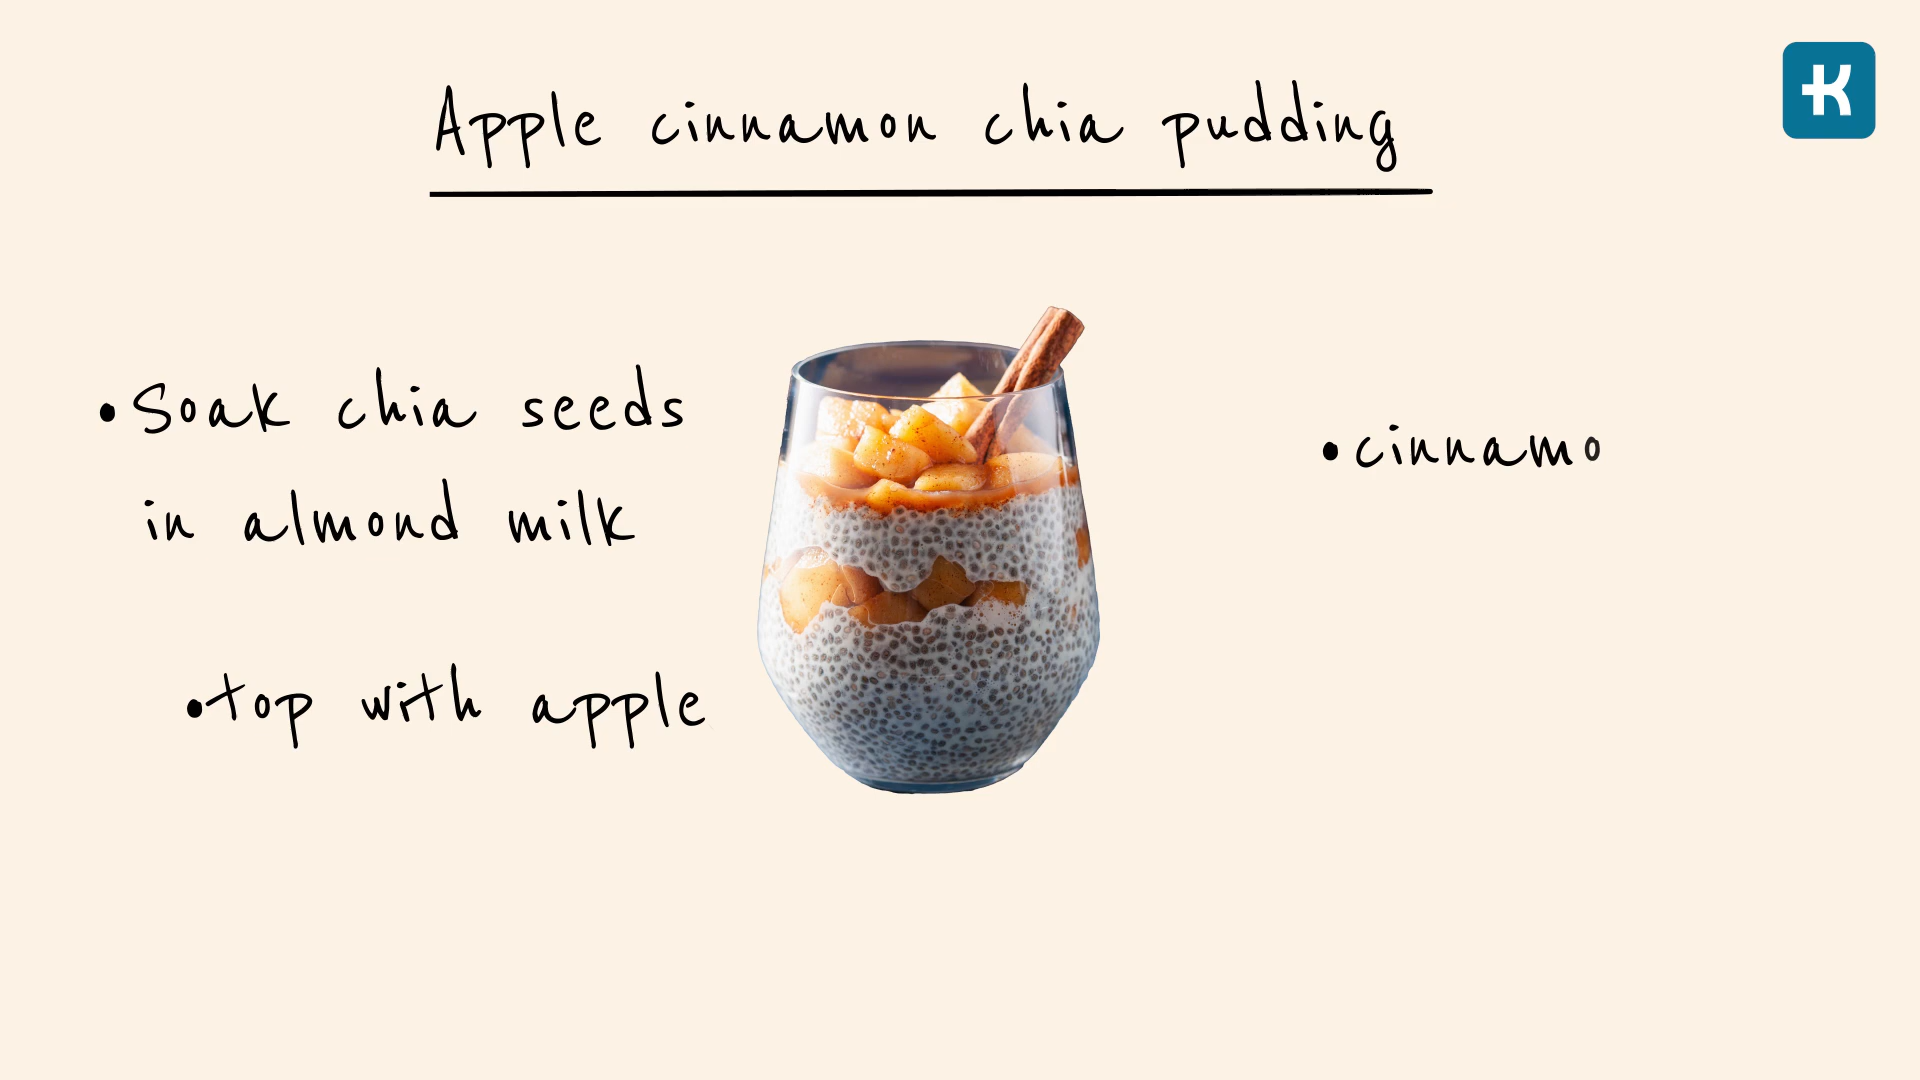 Apple cinnamon chia pudding
•Soak chia seeds
in almond milk
•top with apple
•cinnamo
K